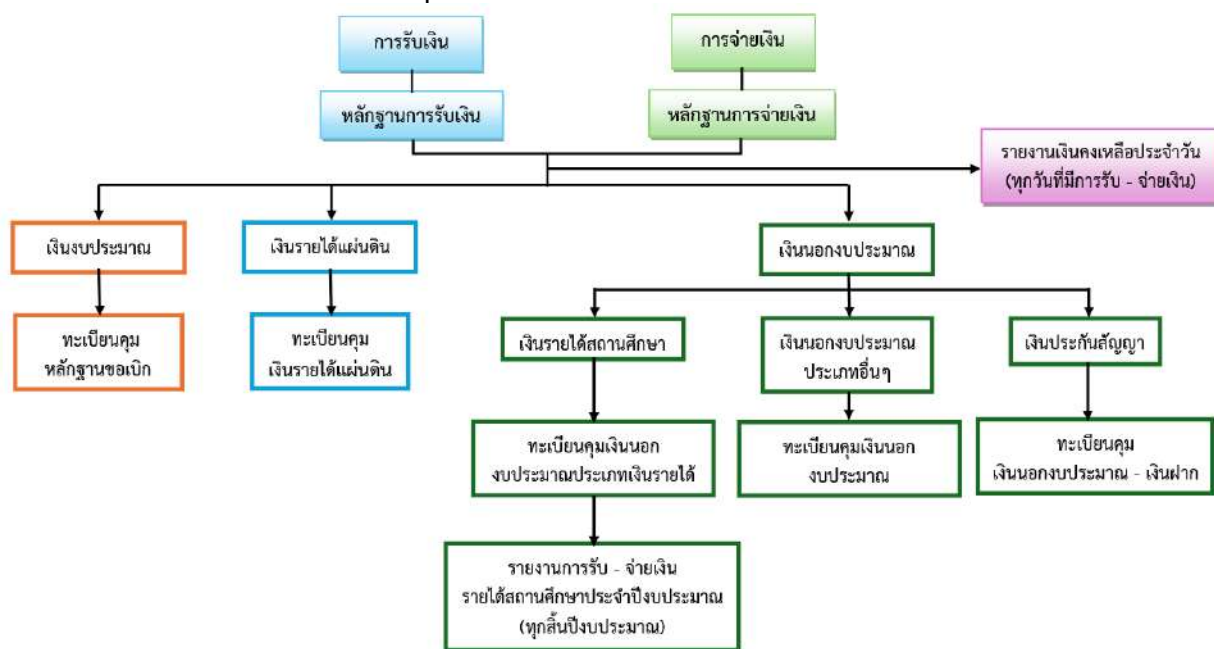 การรับเงิน
การจ่ายเงิน
หลักฐานการรับเงิน
หลักฐานการจ่ายเงิน
รายงานเงินคงเหลือประจำวัน
(ทุกวันที่มีการรับ - จ่ายเงิน)
เงินงบประมาณ
เงินรายได้แผ่นดิน
เงินนอกงบประมาณ
ทะเบียนคุม
หลักฐานขอเบิก
ทะเบียนคุม
เงินรายได้แผ่นดิน
เงินรายได้สถานศึกษา
เงินนอกงบประมาณ
ประเภทอื่นๆ
เงินประกันสัญญา
ทะเบียนคุมเงินนอก
งบประมาณประเภทเงินรายได้
ทะเบียนคุมเงินนอก
งบประมาณ
ทะเบียนคุม
เงินนอกงบประมาณ - เงินฝาก
รายงานการรับ - จ่ายเงิน
รายได้สถานศึกษาประจำปีงบประมาณ
(ทุกสิ้นปีงบประมาณ)